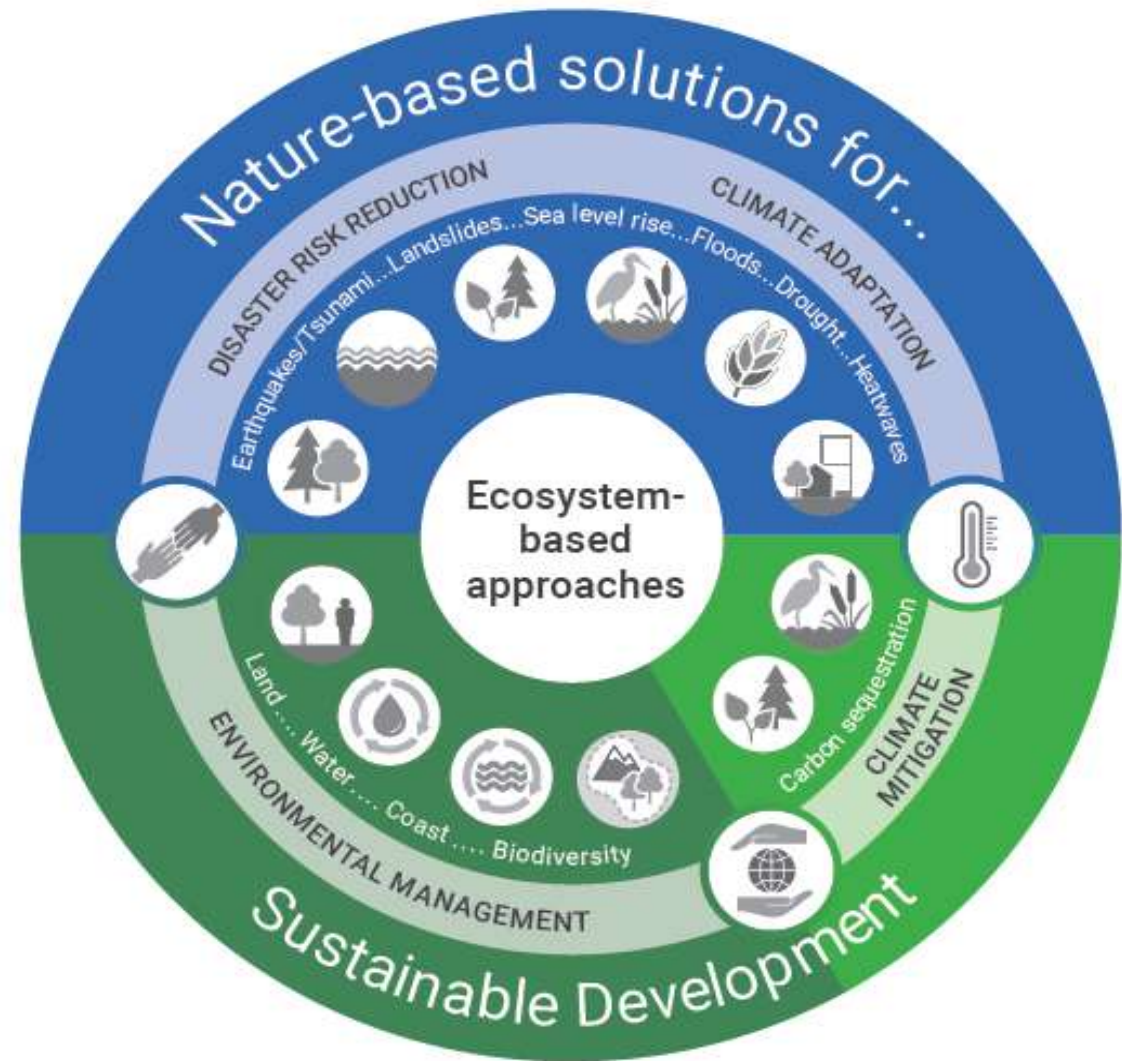 Nature-based solutions for...
DISASTER RISK REDUCTION
CLIMATE ADAPTATION
Earthquakes/Tsunami...Landslides...Sea level rise...Floods...Drought...Heatwaves
Ecosystem-
based
approaches
Land .... Water.... Coast .... Biodiversity
Carbon sequestration
ENVIRONMENTAL MANAGEMENT
CLIMATE
MITIGATION
Sustainable Development